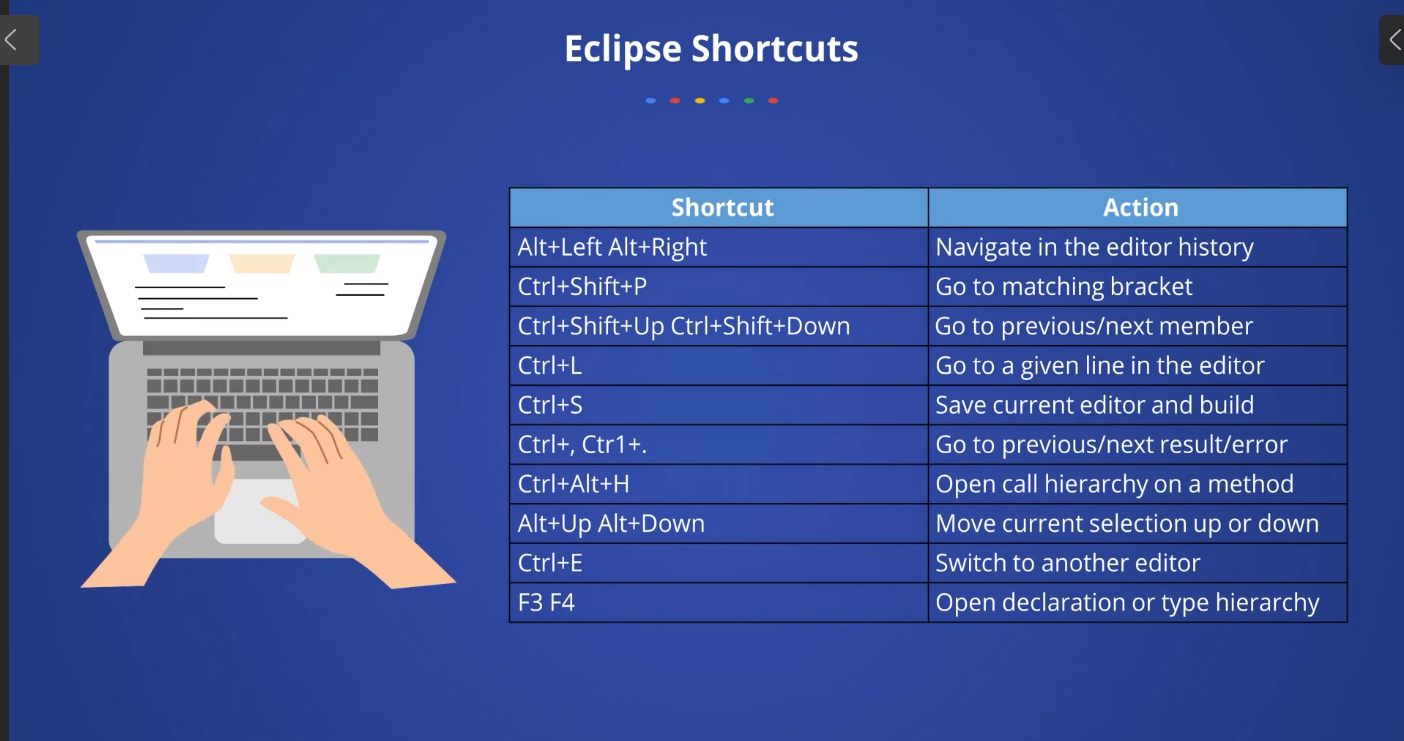 Eclipse Shortcuts
Shortcut Action
Alt+Left Alt+Right Navigate in the editor history
Ctrl+Shift+P Go to matching bracket
Ctrl+Shift+Up Ctrl+Shift+Down Go to previous/next member
Ctrl+L Go to a given line in the editor
Ctrl+S Save current editor and build
Ctrl+, Ctr1+. Go to previous/next result/error
Ctrl+Alt+H Open call hierarchy on a method
Alt+Up Alt+Down Move current selection up or down
Ctrl+E Switch to another editor
F3 F4 Open declaration or type hierarchy